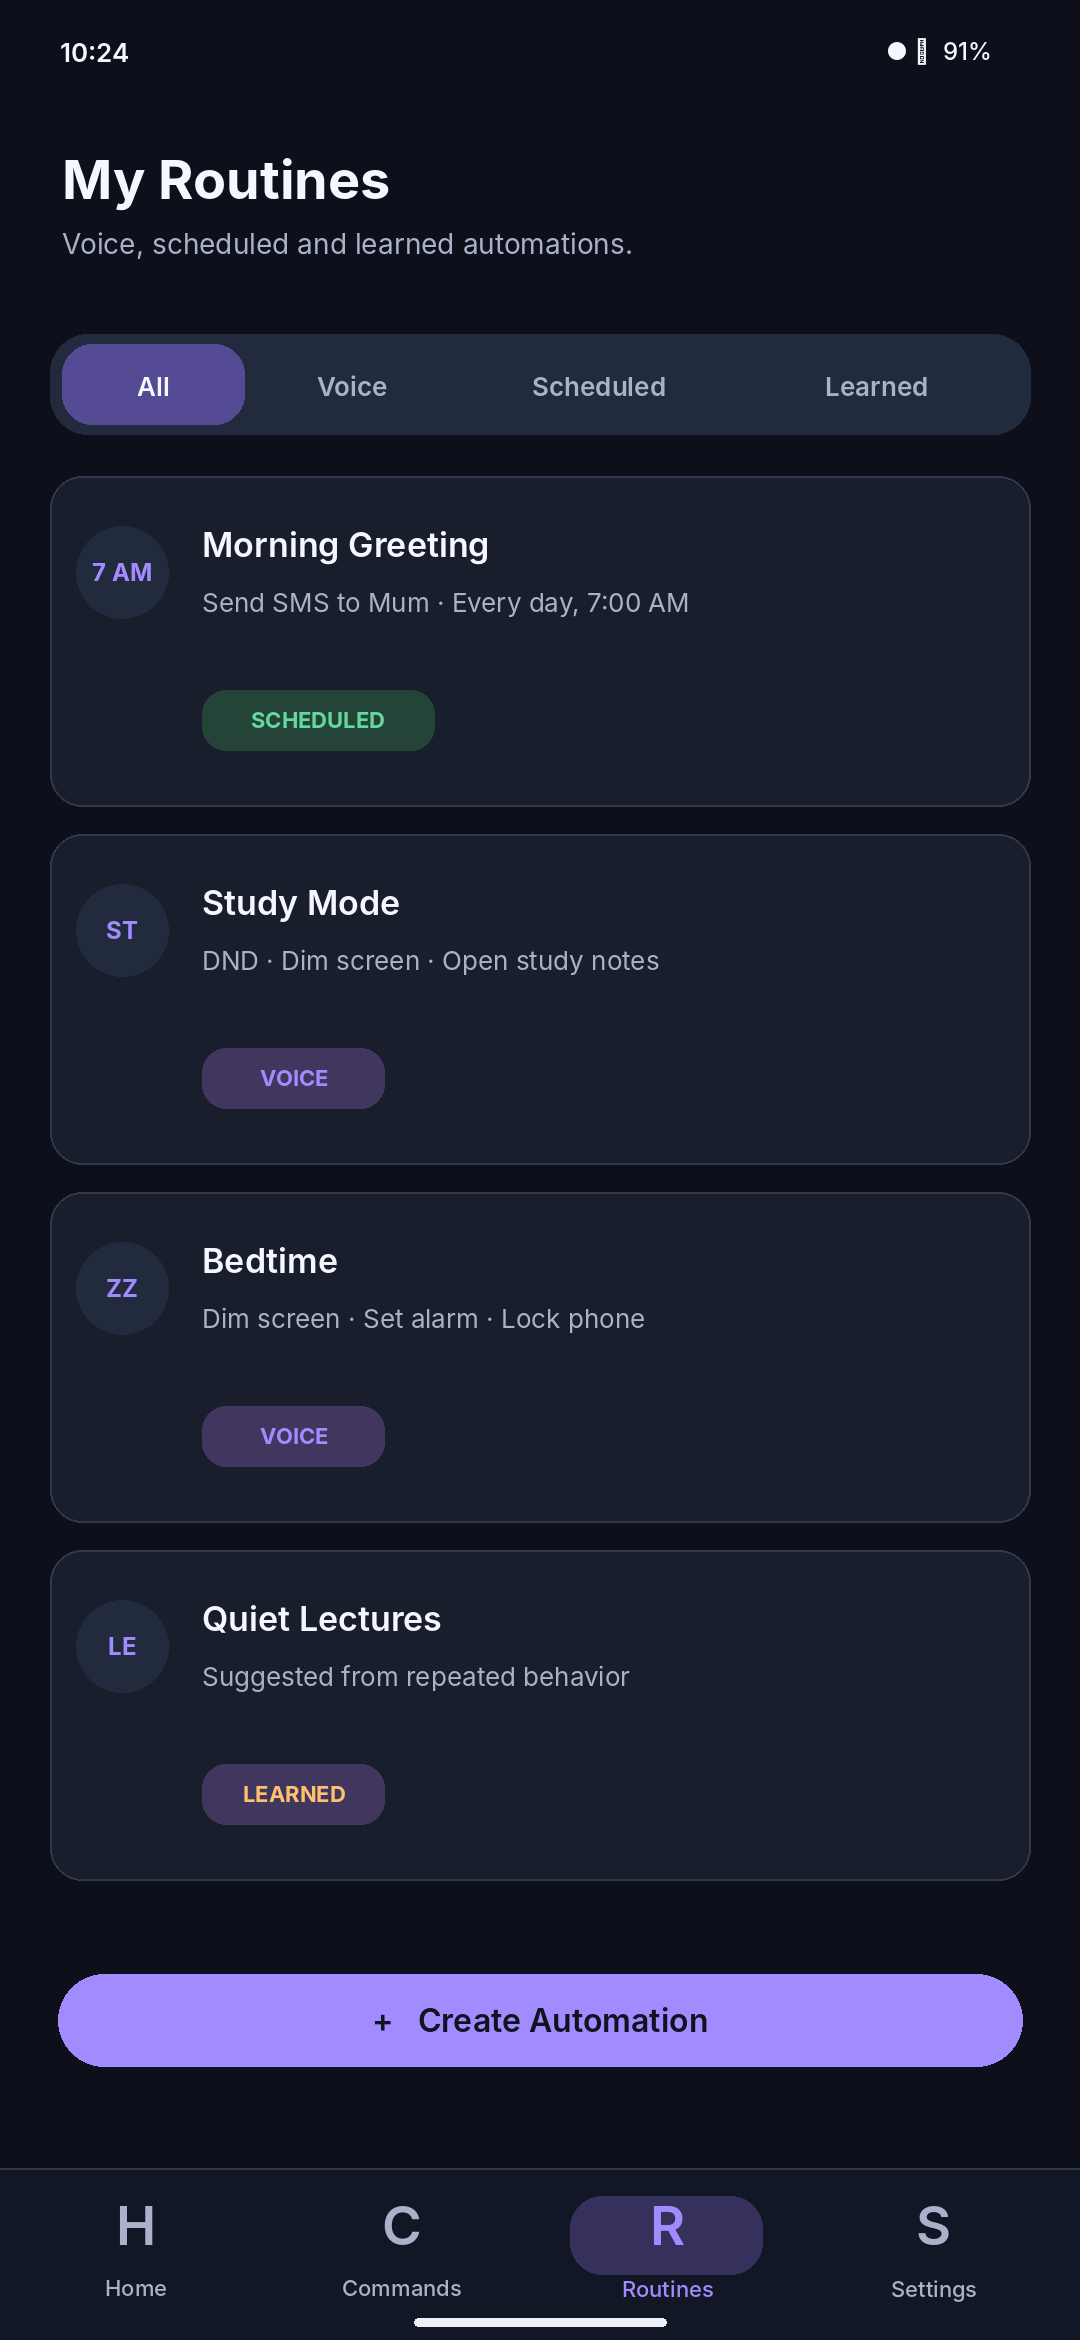 10:24
91%
My Routines
Voice, scheduled and learned automations.
All Voice Scheduled Learned
7 AM
Morning Greeting
Send SMS to Mum · Every day, 7:00 AM
SCHEDULED
ST
Study Mode
DND · Dim screen · Open study notes
VOICE
ZZ
Bedtime
Dim screen · Set alarm · Lock phone
VOICE
LE
Quiet Lectures
Suggested from repeated behavior
LEARNED
+ Create Automation
H C R S
Home Commands Routines Settings